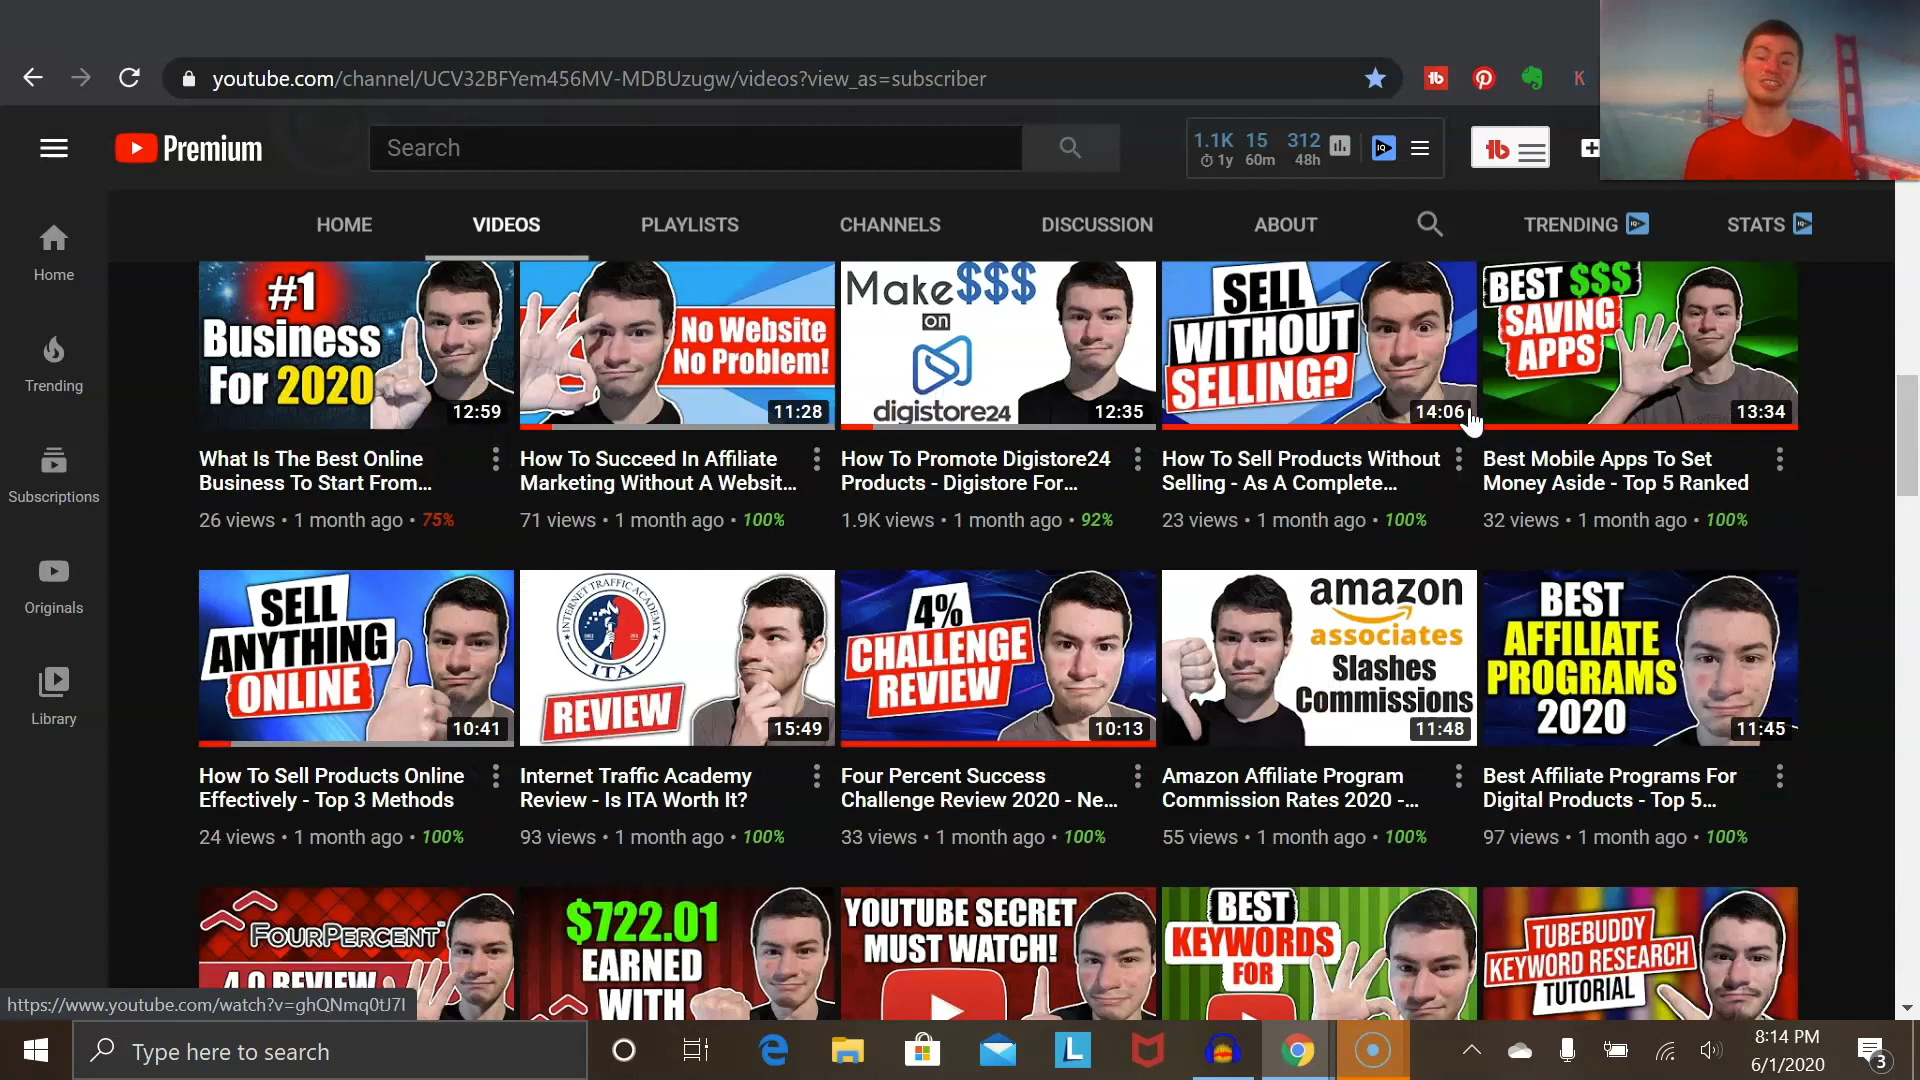 youtube.com/channel/UCV32BFYem456MV-MDBUzugw/videos?view_as=subscriber
K
Premium
Search
1.1K 15 312
1y 60m 48h
HOME VIDEOS PLAYLISTS CHANNELS DISCUSSION ABOUT TRENDING STATS
Home
Trending
Subscriptions
Originals
Library
#1
Business
For 2020
12:59
No Website
No Problem!
11:28
Make $$$
on
digistore24
12:35
SELL
WITHOUT
SELLING?
14:06
BEST $$$
SAVING
APPS
13:34
What Is The Best Online
Business To Start From...
26 views • 1 month ago • 75%
How To Succeed In Affiliate
Marketing Without A Websit...
71 views • 1 month ago • 100%
How To Promote Digistore24
Products - Digistore For...
1.9K views • 1 month ago • 92%
How To Sell Products Without
Selling - As A Complete...
23 views • 1 month ago • 100%
Best Mobile Apps To Set
Money Aside - Top 5 Ranked
32 views • 1 month ago • 100%
SELL
ANYTHING
ONLINE
10:41
INTERNET TRAFFIC ACADEMY
ITA
REVIEW
15:49
4%
CHALLENGE
REVIEW
10:13
amazon
associates
Slashes
Commissions
11:48
BEST
AFFILIATE
PROGRAMS
2020
11:45
How To Sell Products Online
Effectively - Top 3 Methods
24 views • 1 month ago • 100%
Internet Traffic Academy
Review - Is ITA Worth It?
93 views • 1 month ago • 100%
Four Percent Success
Challenge Review 2020 - Ne...
33 views • 1 month ago • 100%
Amazon Affiliate Program
Commission Rates 2020 -...
55 views • 1 month ago • 100%
Best Affiliate Programs For
Digital Products - Top 5...
97 views • 1 month ago • 100%
FOURPERCENT
4.0 REVIEW
$722.01
EARNED
WITH
YOUTUBE SECRET
MUST WATCH!
BEST
KEYWORDS
FOR
TUBEBUDDY
KEYWORD RESEARCH
TUTORIAL
https://www.youtube.com/watch?v=ghQNmq0tJ7I
Type here to search
8:14 PM
6/1/2020
3